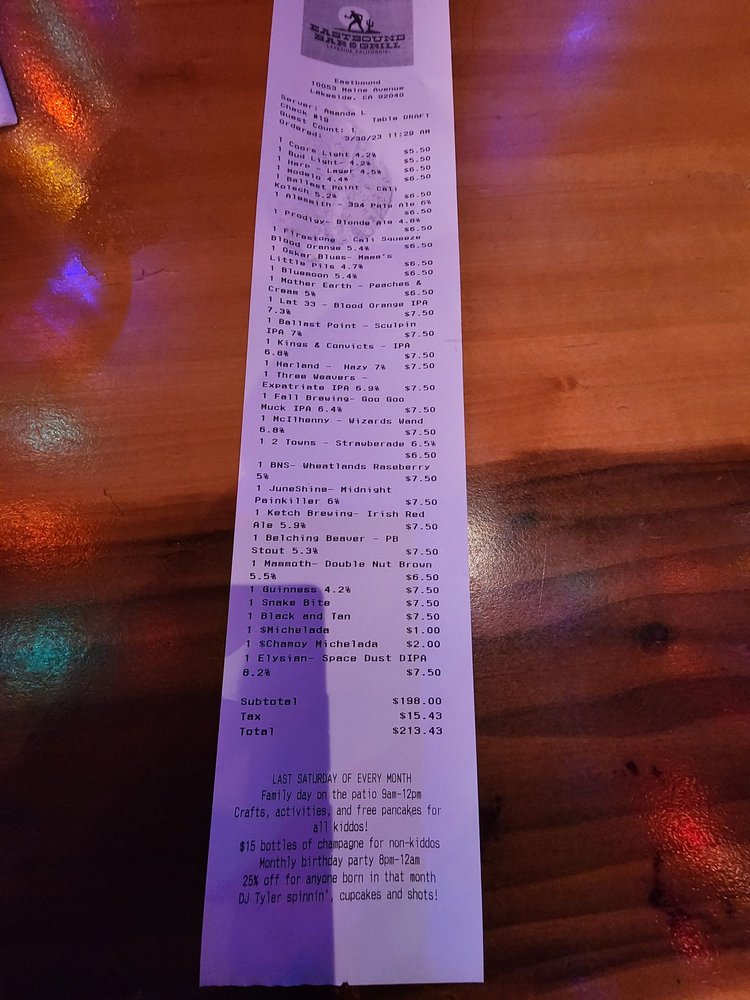 EASTBOUND
BAR & GRILL
LAKESIDE, CALIFORNIA
Eastbound
10053 Maine Avenue
Lakeside, CA 92040
Server: Amanda L
Check #19 Table DRAFT
Guest Count: 1
Ordered: 3/30/23 11:29 AM
1 Coors Light 4.2% $5.50
1 Bud Light- 4.2% $5.50
1 Harp - Lager 4.5% $6.50
1 Modelo 4.4% $6.50
1 Ballast Point - Cali
Kolsch 5.2% $6.50
1 Alesmith - 394 Pale Ale 6%
$6.50
1 Prodigy- Blonde Ale 4.8%
$6.50
1 Firestone - Cali Squeeze
Blood Orange 5.4% $6.50
1 Oskar Blues- Mama's
Little Pils 4.7% $6.50
1 Bluemoon 5.4% $6.50
1 Mother Earth - Peaches &
Cream 5% $6.50
1 Lat 33 - Blood Orange IPA
7.3% $7.50
1 Ballast Point - Sculpin
IPA 7% $7.50
1 Kings & Convicts - IPA
6.8% $7.50
1 Harland - Hazy 7% $7.50
1 Three Weavers -
Expatriate IPA 6.9% $7.50
1 Fall Brewing- Goo Goo
Muck IPA 6.4% $7.50
1 McIlhenny - Wizards Wand
6.8% $7.50
1 2 Towns - Strawberade 6.5%
$6.50
1 BNS- Wheatlands Raseberry
5% $7.50
1 JuneShine- Midnight
Painkiller 6% $7.50
1 Ketch Brewing- Irish Red
Ale 5.9% $7.50
1 Belching Beaver - PB
Stout 5.3% $7.50
1 Mammoth- Double Nut Brown
5.5% $6.50
1 Guinness 4.2% $7.50
1 Snake Bite $7.50
1 Black and Tan $7.50
1 $Michelada $1.00
1 $Chamoy Michelada $2.00
1 Elysian- Space Dust DIPA
8.2% $7.50
Subtotal $198.00
Tax $15.43
Total $213.43
LAST SATURDAY OF EVERY MONTH
Family day on the patio 9am-12pm
Crafts, activities, and free pancakes for
all kiddos!
$15 bottles of champagne for non-kiddos
Monthly birthday party 8pm-12am
25% off for anyone born in that month
DJ Tyler spinnin', cupcakes and shots!